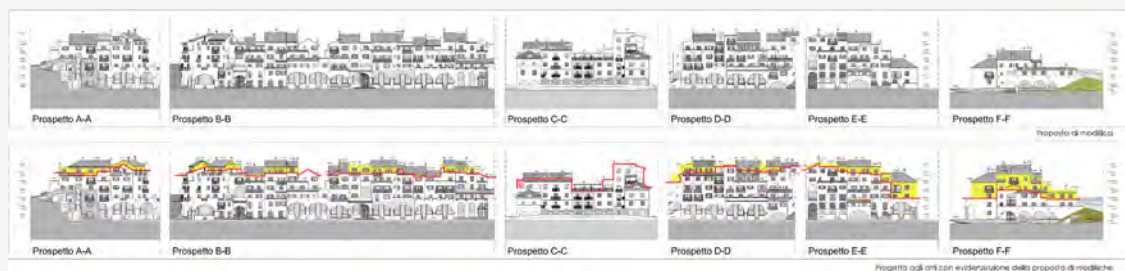 Prospetto A-A
Prospetto B-B
Prospetto C-C
Prospetto D-D
Prospetto E-E
Prospetto F-F
Proposta di modifica
Prospetto A-A
Prospetto B-B
Prospetto C-C
Prospetto D-D
Prospetto E-E
Prospetto F-F
Progetto agli atti con evidenziazione della proposta di modifiche